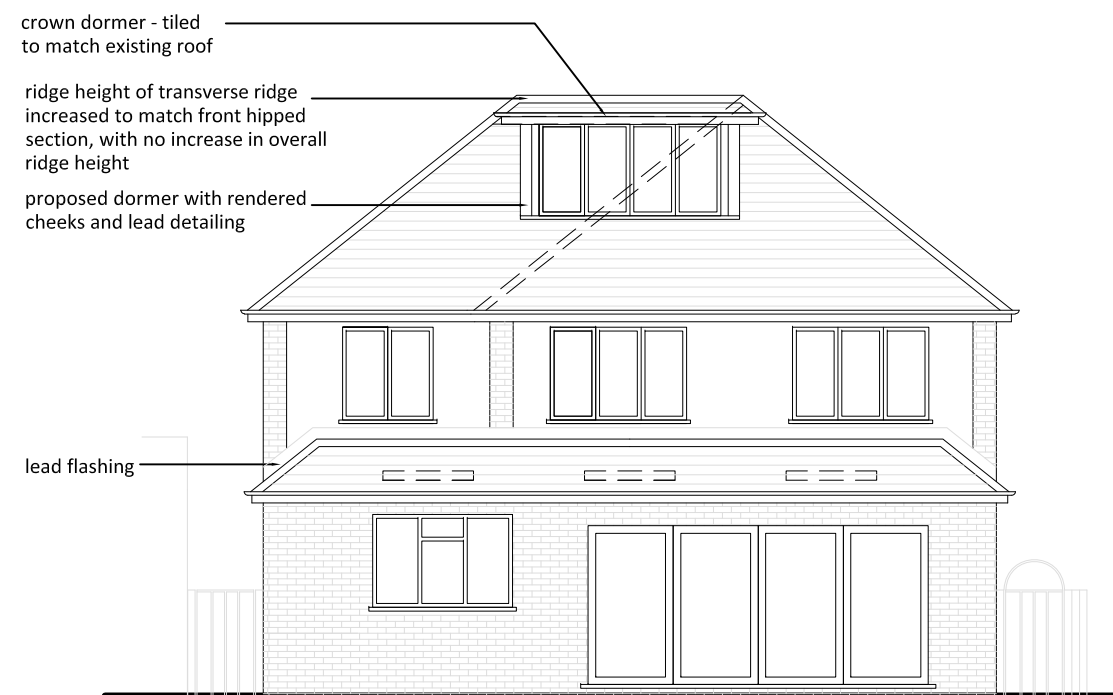 crown dormer - tiled
to match existing roof
ridge height of transverse ridge
increased to match front hipped
section, with no increase in overall
ridge height
proposed dormer with rendered
cheeks and lead detailing
lead flashing